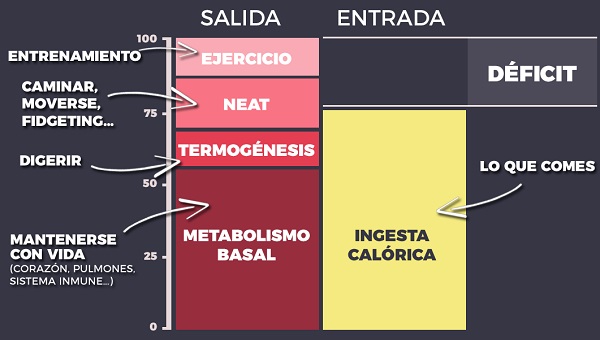 SALIDA
ENTRADA
100
ENTRENAMIENTO
EJERCICIO
DÉFICIT
CAMINAR,
MOVERSE,
FIDGETING...
NEAT
75
TERMOGÉNESIS
DIGERIR
LO QUE COMES
50
MANTENERSE
CON VIDA
(CORAZÓN, PULMONES,
SISTEMA INMUNE...)
METABOLISMO
BASAL
INGESTA
CALÓRICA
25
0